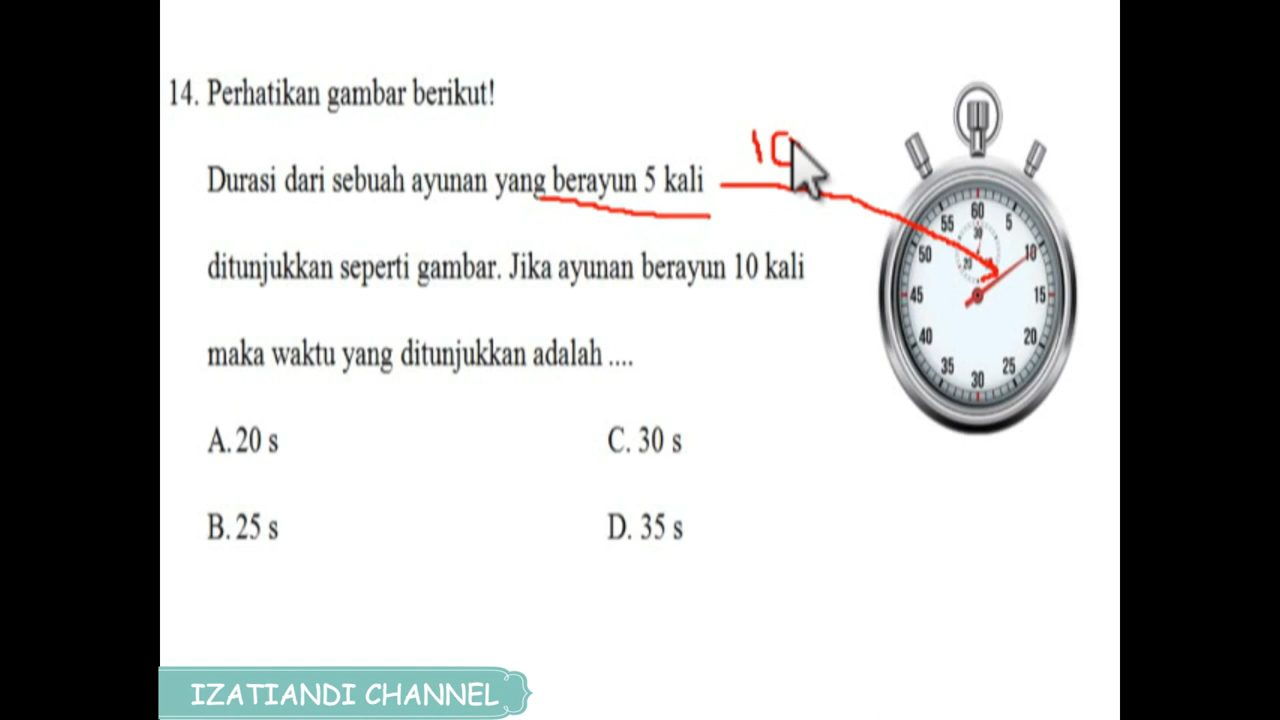 14. Perhatikan gambar berikut!
10
Durasi dari sebuah ayunan yang berayun 5 kali
ditunjukkan seperti gambar. Jika ayunan berayun 10 kali
maka waktu yang ditunjukkan adalah ....
A. 20 s
C. 30 s
B. 25 s
D. 35 s
60
5
10
15
20
25
30
35
40
45
50
55
30
IZATIANDI CHANNEL